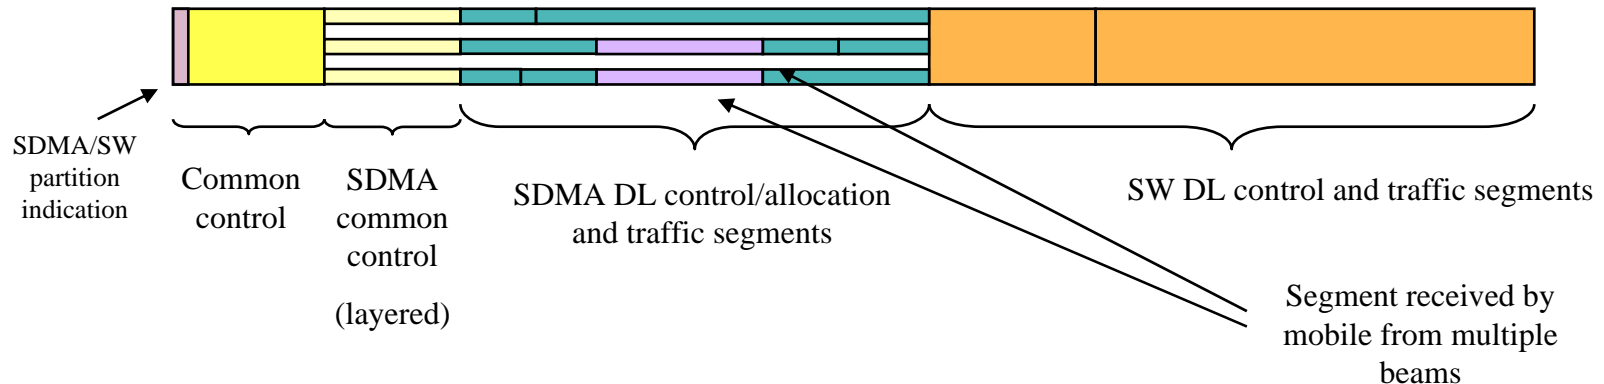 SDMA/SW
partition
indication
Common
control
SDMA
common
control
(layered)
SDMA DL control/allocation
and traffic segments
SW DL control and traffic segments
Segment received by
mobile from multiple
beams